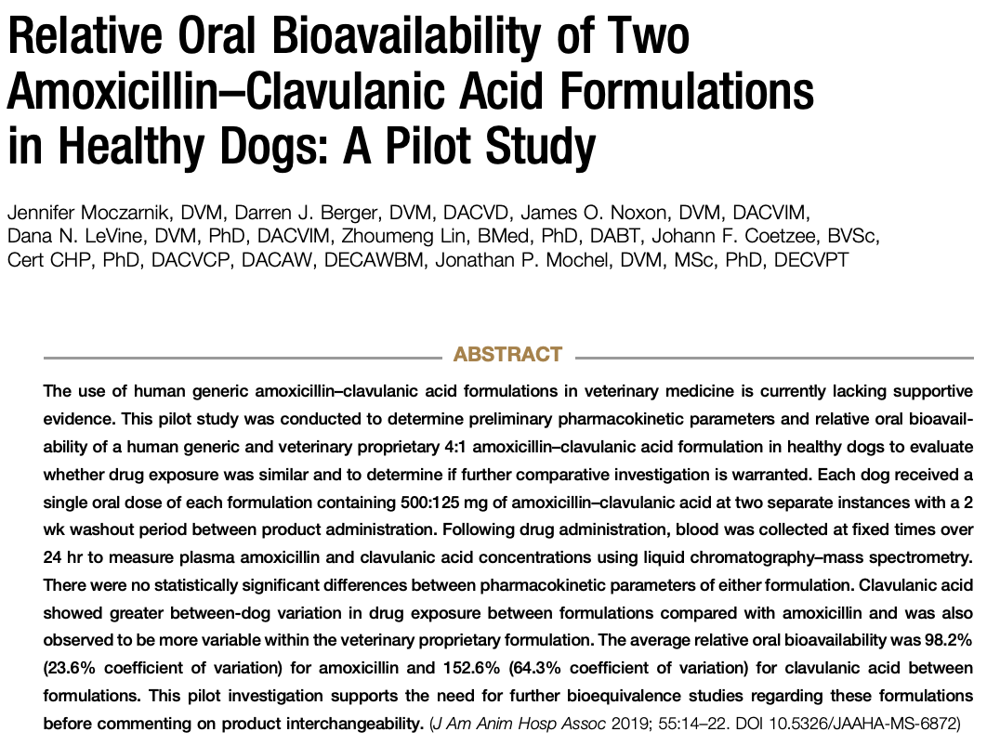 Relative Oral Bioavailability of Two
Amoxicillin–Clavulanic Acid Formulations
in Healthy Dogs: A Pilot Study
Jennifer Moczarnik, DVM, Darren J. Berger, DVM, DACVD, James O. Noxon, DVM, DACVIM,
Dana N. LeVine, DVM, PhD, DACVIM, Zhoumeng Lin, BMed, PhD, DABT, Johann F. Coetzee, BVSc,
Cert CHP, PhD, DACVCP, DACAW, DECAWBM, Jonathan P. Mochel, DVM, MSc, PhD, DECVPT
ABSTRACT
The use of human generic amoxicillin–clavulanic acid formulations in veterinary medicine is currently lacking supportive
evidence. This pilot study was conducted to determine preliminary pharmacokinetic parameters and relative oral bioavail-
ability of a human generic and veterinary proprietary 4:1 amoxicillin–clavulanic acid formulation in healthy dogs to evaluate
whether drug exposure was similar and to determine if further comparative investigation is warranted. Each dog received a
single oral dose of each formulation containing 500:125 mg of amoxicillin–clavulanic acid at two separate instances with a 2
wk washout period between product administration. Following drug administration, blood was collected at fixed times over
24 hr to measure plasma amoxicillin and clavulanic acid concentrations using liquid chromatography–mass spectrometry.
There were no statistically significant differences between pharmacokinetic parameters of either formulation. Clavulanic acid
showed greater between-dog variation in drug exposure between formulations compared with amoxicillin and was also
observed to be more variable within the veterinary proprietary formulation. The average relative oral bioavailability was 98.2%
(23.6% coefficient of variation) for amoxicillin and 152.6% (64.3% coefficient of variation) for clavulanic acid between
formulations. This pilot investigation supports the need for further bioequivalence studies regarding these formulations
before commenting on product interchangeability. (J Am Anim Hosp Assoc 2019; 55:14–22. DOI 10.5326/JAAHA-MS-6872)